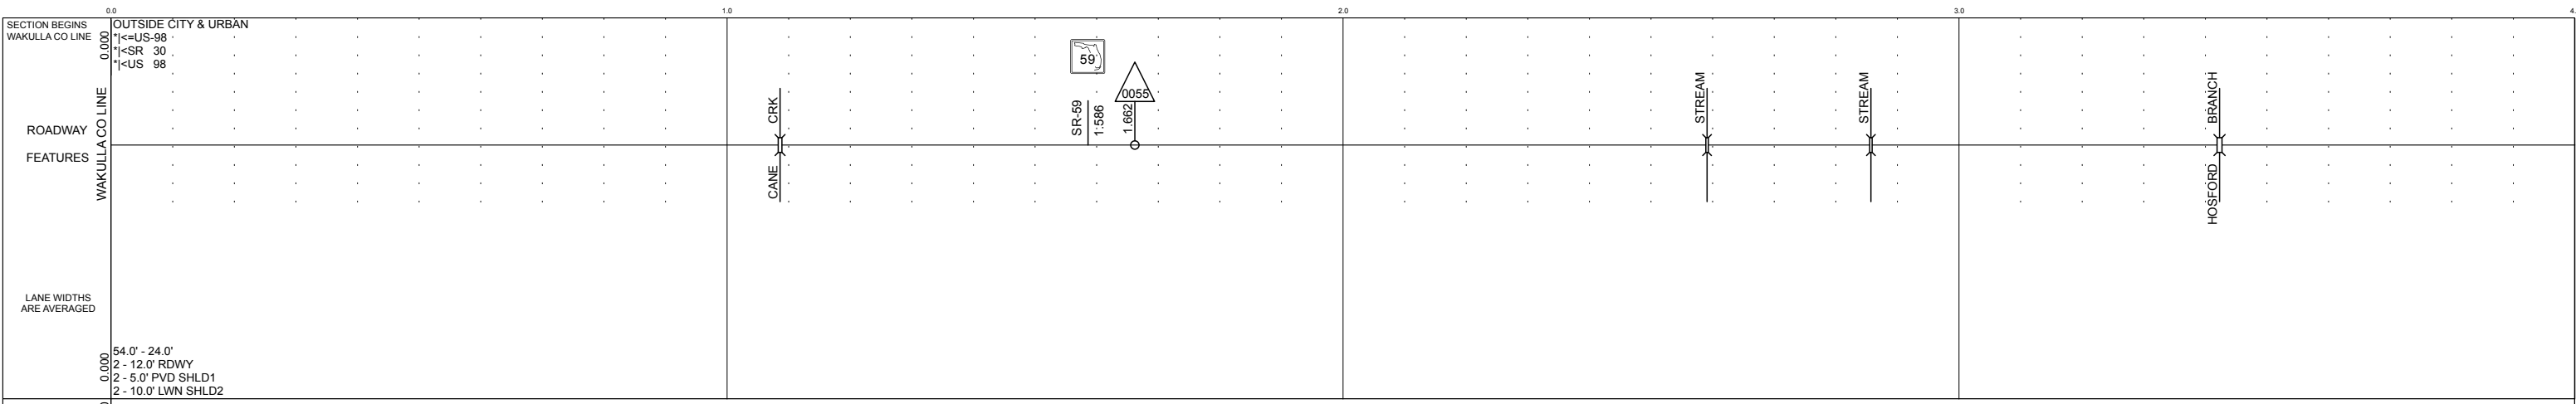 0.0
1.0
2.0
3.0
4.
SECTION BEGINS
WAKULLA CO LINE
0.000
OUTSIDE CITY & URBAN
*|<=US-98
*|<SR 30
*|<US 98
WAKULLA CO LINE
ROADWAY
FEATURES
CANE CRK
59
SR-59
1.586
0055
1.662
STREAM
STREAM
HOSFORD BRANCH
LANE WIDTHS
ARE AVERAGED
0.000
54.0' - 24.0'
2 - 12.0' RDWY
2 - 5.0' PVD SHLD1
2 - 10.0' LWN SHLD2